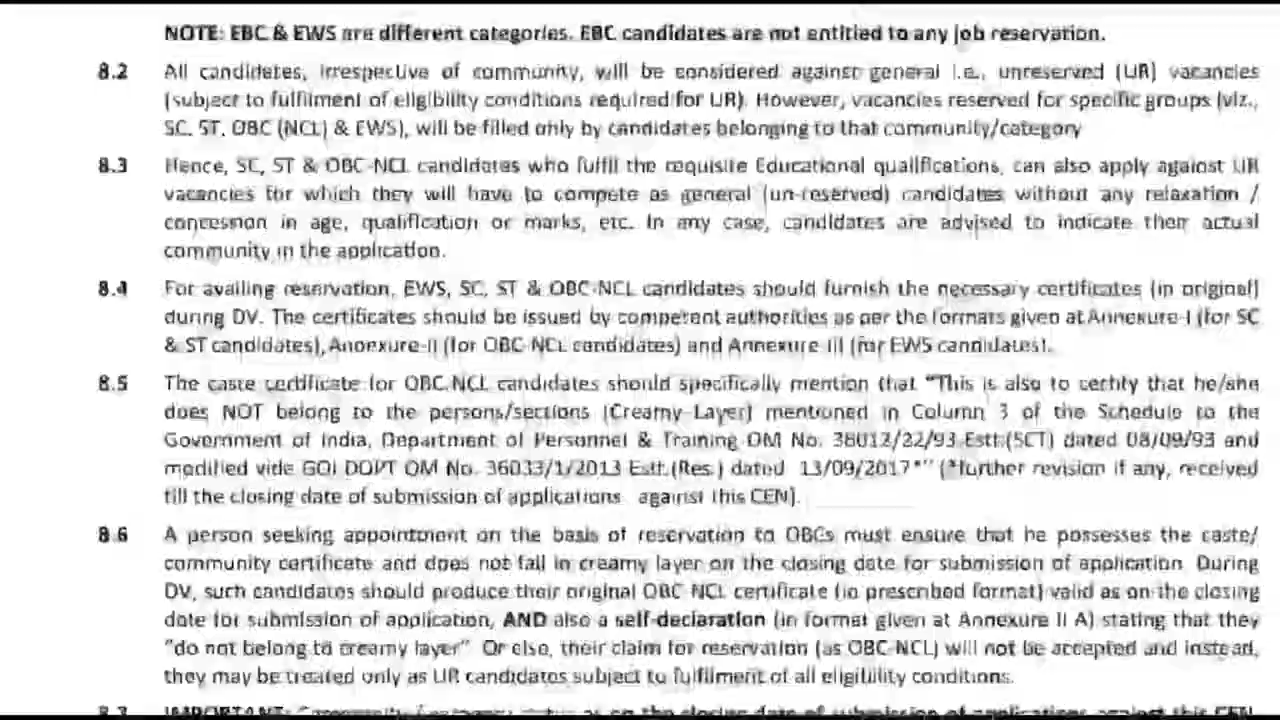 NOTE: EBC & EWS are different categories. EBC candidates are not entitled to any job reservation.
8.2 All candidates, irrespective of community, will be considered against general i.e., unreserved (UR) vacancies
(subject to fulfilment of eligibility conditions required for UR). However, vacancies reserved for specific groups (viz.,
SC, ST, OBC (NCL) & EWS), will be filled only by candidates belonging to that community/category
8.3 Hence, SC, ST & OBC-NCL candidates who fulfil the requisite Educational qualifications, can also apply against UR
vacancies for which they will have to compete as general (un-reserved) candidates without any relaxation /
concession in age, qualification or marks, etc. In any case, candidates are advised to indicate their actual
community in the application.
8.4 For availing reservation, EWS, SC, ST & OBC-NCL candidates should furnish the necessary certificates (in original)
during DV. The certificates should be issued by competent authorities as per the formats given at Annexure-I (for SC
& ST candidates), Annexure-II (for OBC-NCL candidates) and Annexure III (for EWS candidates).
8.5 The caste certificate for OBC-NCL candidates should specifically mention that "This is also to certify that he/she
does NOT belong to the persons/sections (Creamy Layer) mentioned in Column 3 of the Schedule to the
Government of India, Department of Personnel & Training OM No. 36012/22/93 Estt.(SCT) dated 08/09/93 and
modified vide GOI DOPT OM No. 36033/1/2013 Estt.(Res.) dated 13/09/2017*" (*further revision if any, received
till the closing date of submission of applications against this CEN).
8.6 A person seeking appointment on the basis of reservation to OBCs must ensure that he possesses the caste/
community certificate and does not fall in creamy layer on the closing date for submission of application. During
DV, such candidates should produce their original OBC NCL certificate (in prescribed format) valid as on the closing
date for submission of application, AND also a self-declaration (in format given at Annexure II A) stating that they
"do not belong to creamy layer" Or else, their claim for reservation (as OBC-NCL) will not be accepted and instead,
they may be treated only as UR candidates subject to fulfilment of all eligibility conditions.
8.7 IMPORTANT: Community/category status as on the closing date of submission of applications against this CEN